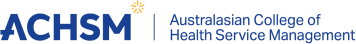 ACHSM
Australasian College of
Health Service Management